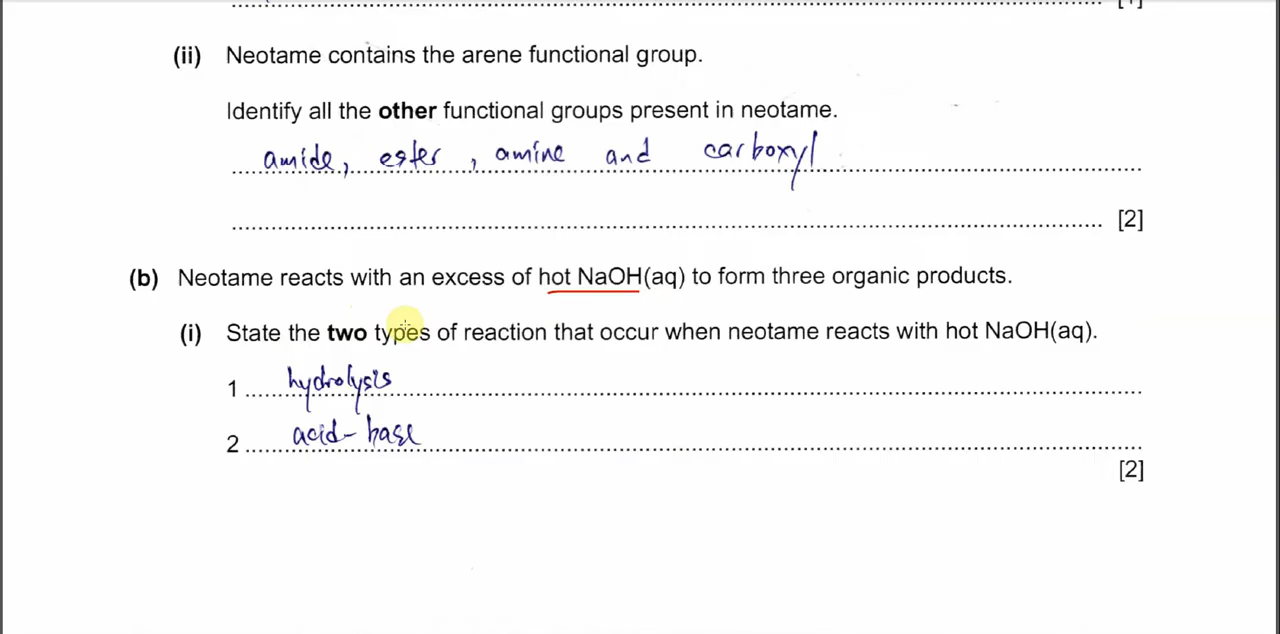 [1]
(ii) Neotame contains the arene functional group.
Identify all the other functional groups present in neotame.
amide, ester, amine and carboxyl
[2]
(b) Neotame reacts with an excess of hot NaOH(aq) to form three organic products.
(i) State the two types of reaction that occur when neotame reacts with hot NaOH(aq).
1 hydrolysis
2 acid-base
[2]